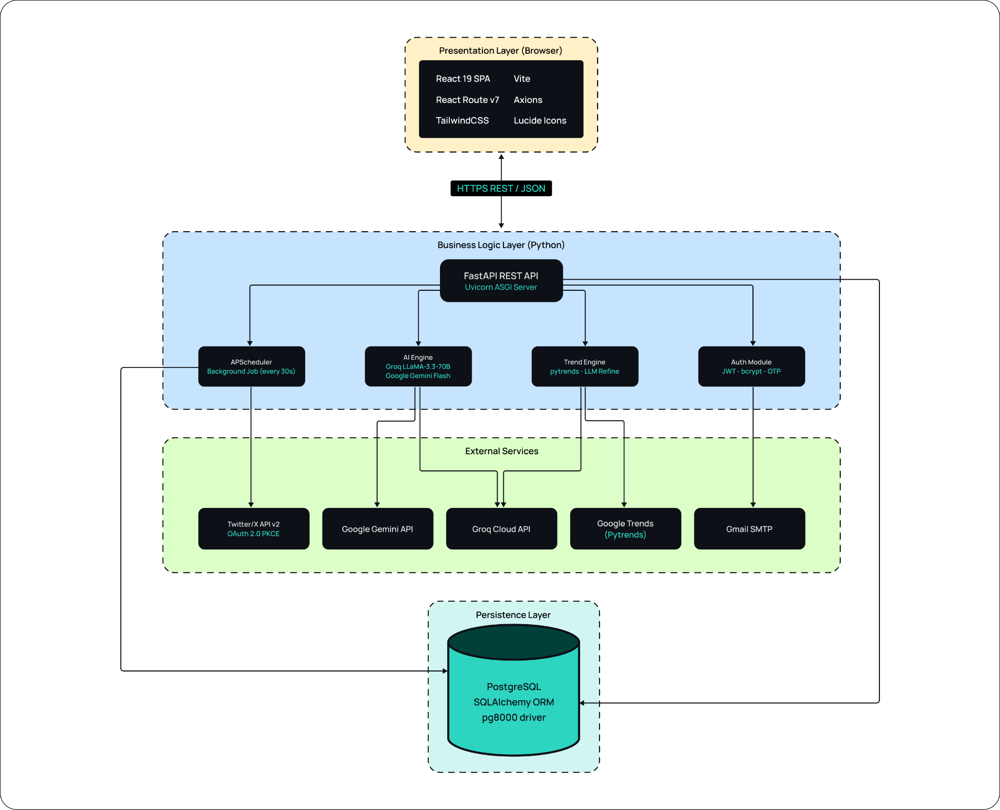 Presentation Layer (Browser)
React 19 SPA
Vite
React Route v7
Axions
TailwindCSS
Lucide Icons
HTTPS REST / JSON
Business Logic Layer (Python)
FastAPI REST API
Uvicorn ASGI Server
APScheduler
Background Job (every 30s)
AI Engine
Groq LLaMA-3.3-70B
Google Gemini Flash
Trend Engine
pytrends - LLM Refine
Auth Module
JWT - bcrypt - OTP
External Services
Twitter/X API v2
OAuth 2.0 PKCE
Google Gemini API
Groq Cloud API
Google Trends
(Pytrends)
Gmail SMTP
Persistence Layer
PostgreSQL
SQLAlchemy ORM
pg8000 driver